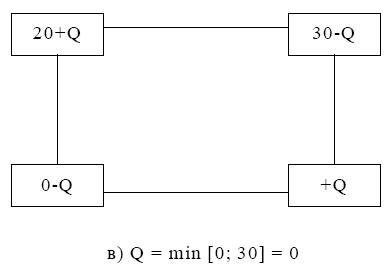 20+Q
30-Q
0-Q
+Q
в) Q = min [0; 30] = 0